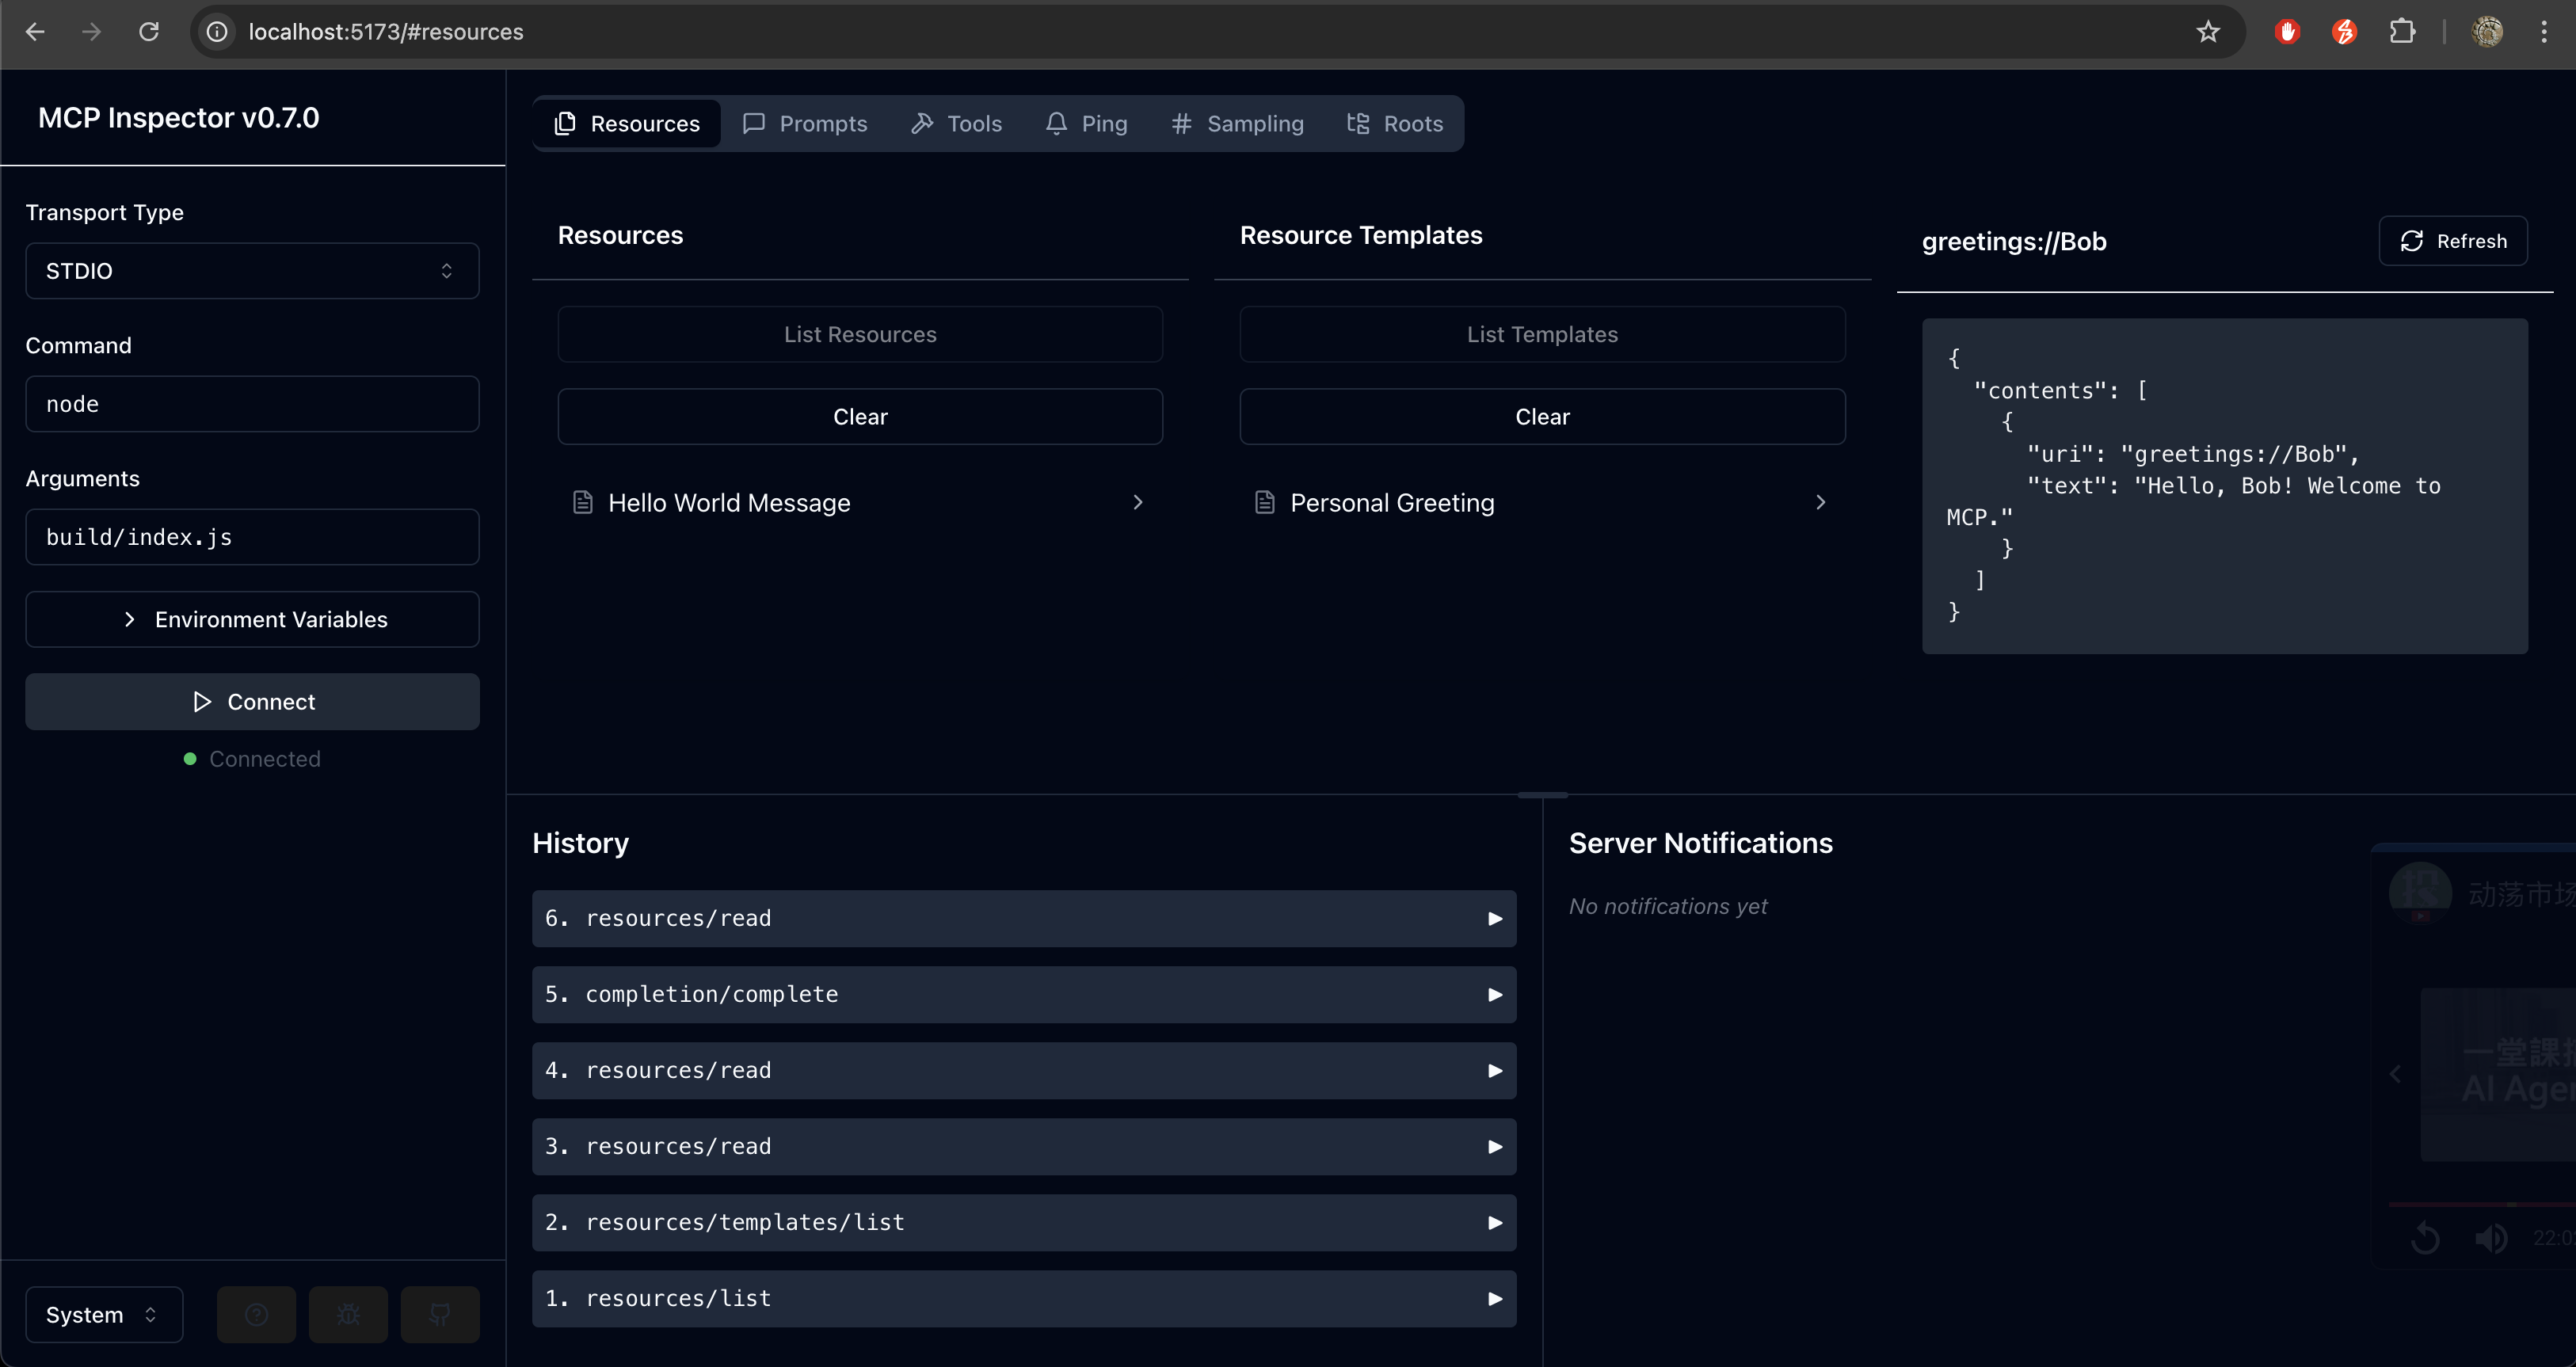 localhost:5173/#resources
MCP Inspector v0.7.0
Transport Type
STDIO
Command
node
Arguments
build/index.js
Environment Variables
Connect
Connected
System
Resources
Prompts
Tools
Ping
Sampling
Roots
Resources
List Resources
Clear
Hello World Message
Resource Templates
List Templates
Clear
Personal Greeting
greetings://Bob
Refresh
{
"contents": [
{
"uri": "greetings://Bob",
"text": "Hello, Bob! Welcome to
MCP."
}
]
}
History
6. resources/read
5. completion/complete
4. resources/read
3. resources/read
2. resources/templates/list
1. resources/list
Server Notifications
No notifications yet
动荡市场
一堂課
AI Age
22:0